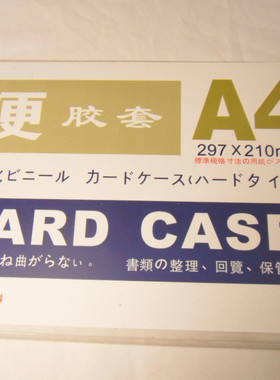 硬 胶套 A4
297×210m
標準規格寸法の用紙が
ビニール カードケース(ハードタイ
ARD CASE
ね曲がらない。 書類の整理、回覧、保管